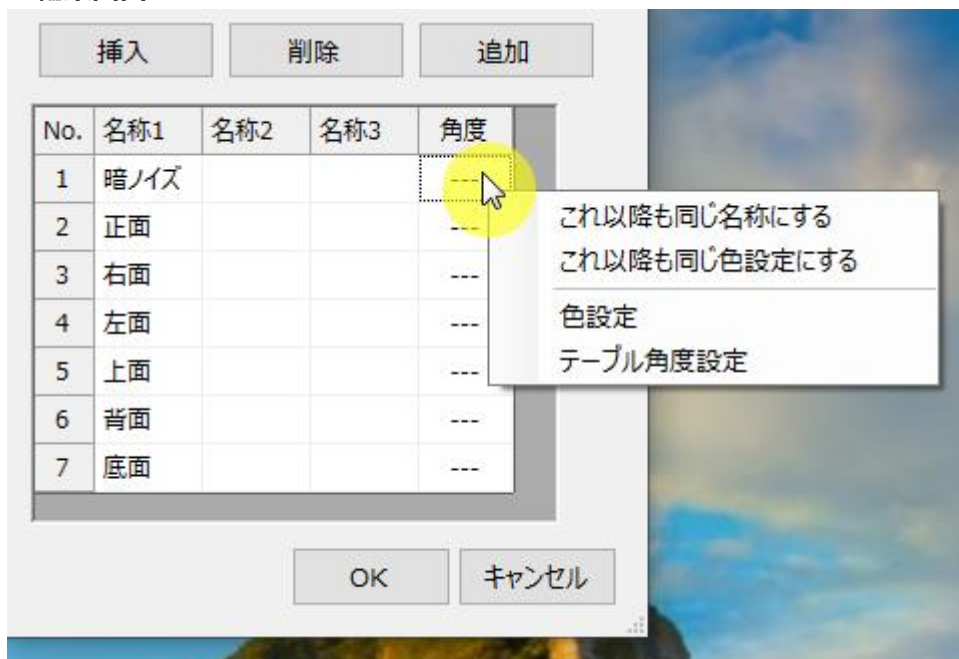 挿入 削除 追加
No. 名称1 名称2 名称3 角度
1 暗ノイズ ---
2 正面 ---
3 右面 ---
4 左面 ---
5 上面 ---
6 背面 ---
7 底面 ---
これ以降も同じ名称にする
これ以降も同じ色設定にする
色設定
テーブル角度設定
OK キャンセル